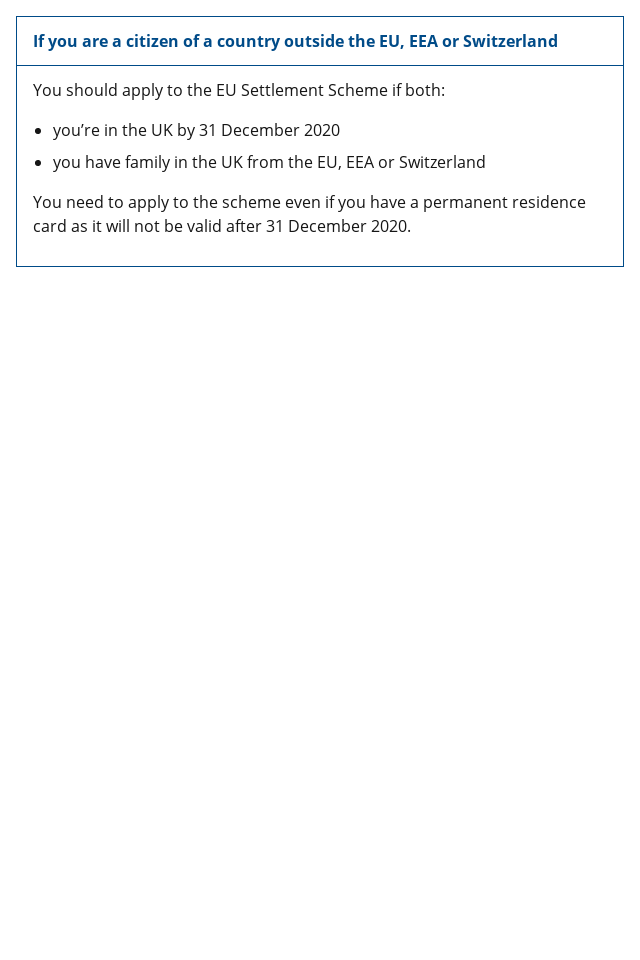 If you are a citizen of a country outside the EU, EEA or Switzerland
You should apply to the EU Settlement Scheme if both:
• you’re in the UK by 31 December 2020
• you have family in the UK from the EU, EEA or Switzerland
You need to apply to the scheme even if you have a permanent residence
card as it will not be valid after 31 December 2020.